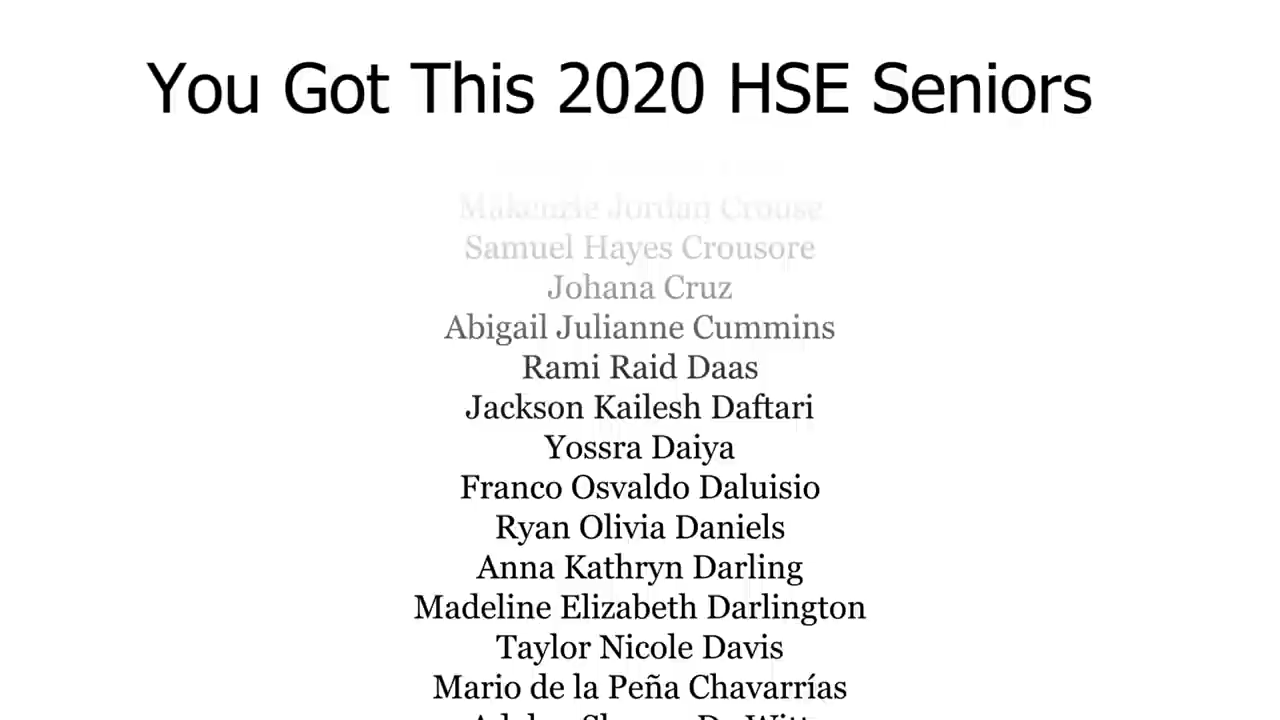 You Got This 2020 HSE Seniors
Makenzie Jordan Crouse
Samuel Hayes Crousore
Johana Cruz
Abigail Julianne Cummins
Rami Raid Daas
Jackson Kailesh Daftari
Yossra Daiya
Franco Osvaldo Daluisio
Ryan Olivia Daniels
Anna Kathryn Darling
Madeline Elizabeth Darlington
Taylor Nicole Davis
Mario de la Peña Chavarrías